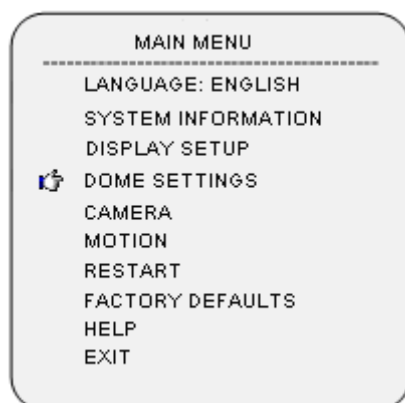 MAIN MENU
LANGUAGE: ENGLISH
SYSTEM INFORMATION
DISPLAY SETUP
DOME SETTINGS
CAMERA
MOTION
RESTART
FACTORY DEFAULTS
HELP
EXIT